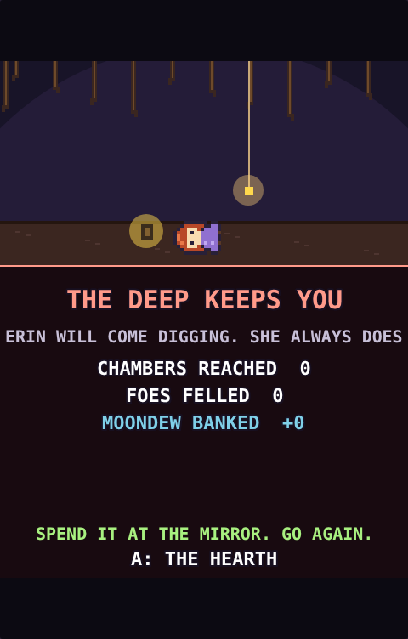 THE DEEP KEEPS YOU
ERIN WILL COME DIGGING. SHE ALWAYS DOES
CHAMBERS REACHED 0
FOES FELLED 0
MOONDEW BANKED +0
SPEND IT AT THE MIRROR. GO AGAIN.
A: THE HEARTH